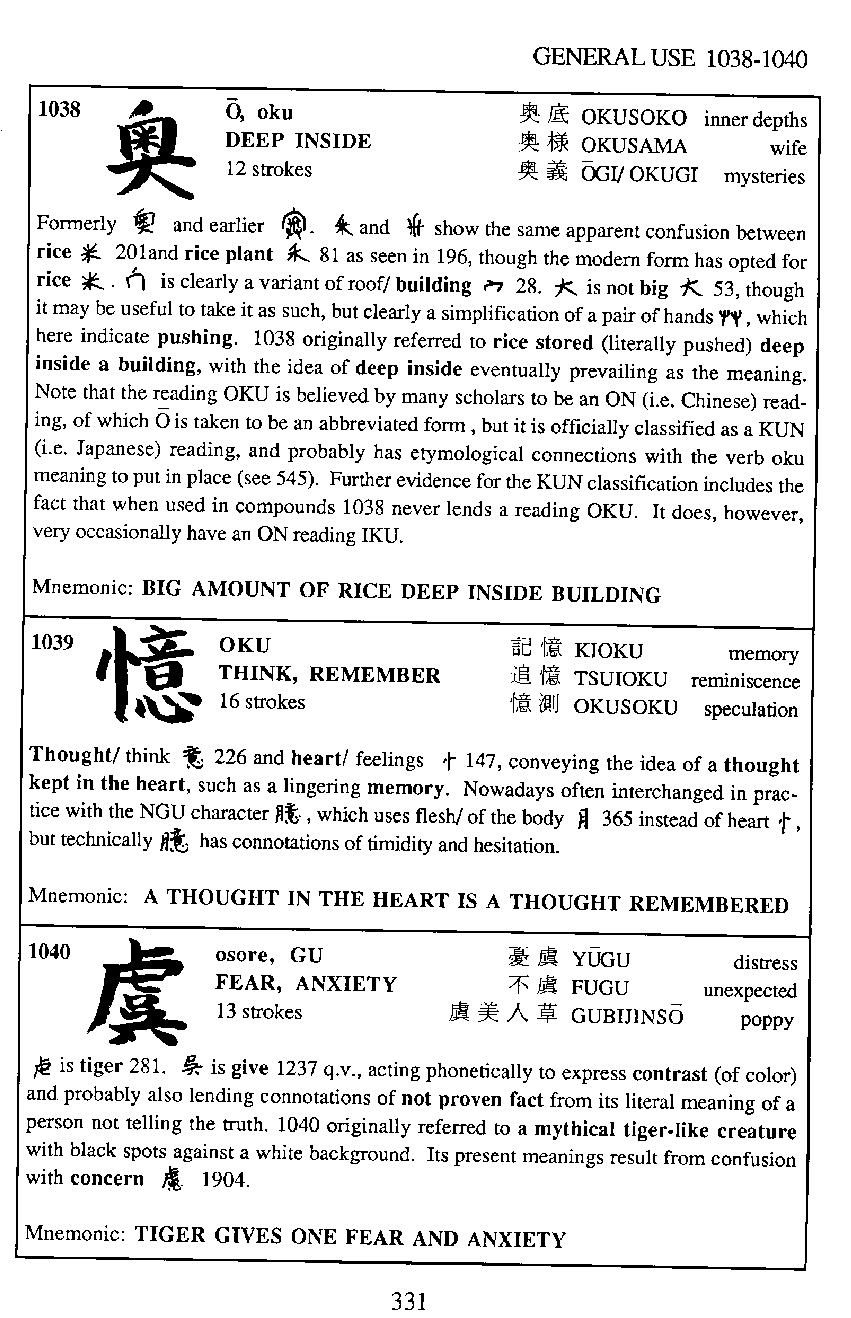 GENERAL USE 1038-1040
1038 奥 Ō, oku 奥底 OKUSOKO inner depths
DEEP INSIDE 奥様 OKUSAMA wife
12 strokes 奥義 ŌGI/ OKUGI mysteries
Formerly 奧 and earlier . and show the same apparent confusion between
rice 米 201and rice plant 禾 81 as seen in 196, though the modern form has opted for
rice 米. is clearly a variant of roof/ building 28. 大 is not big 大 53, though
it may be useful to take it as such, but clearly a simplification of a pair of hands , which
here indicate pushing. 1038 originally referred to rice stored (literally pushed) deep
inside a building, with the idea of deep inside eventually prevailing as the meaning.
Note that the reading OKU is believed by many scholars to be an ON (i.e. Chinese) read-
ing, of which Ō is taken to be an abbreviated form , but it is officially classified as a KUN
(i.e. Japanese) reading, and probably has etymological connections with the verb oku
meaning to put in place (see 545). Further evidence for the KUN classification includes the
fact that when used in compounds 1038 never lends a reading OKU. It does, however,
very occasionally have an ON reading IKU.
Mnemonic: BIG AMOUNT OF RICE DEEP INSIDE BUILDING
1039 憶 OKU 記憶 KIOKU memory
THINK, REMEMBER 追憶 TSUIOKU reminiscence
16 strokes 憶測 OKUSOKU speculation
Thought/ think 意 226 and heart/ feelings 忄 147, conveying the idea of a thought
kept in the heart, such as a lingering memory. Nowadays often interchanged in prac-
tice with the NGU character 臆, which uses flesh/ of the body 月 365 instead of heart 忄,
but technically 臆 has connotations of timidity and hesitation.
Mnemonic: A THOUGHT IN THE HEART IS A THOUGHT REMEMBERED
1040 虞 osore, GU 憂虞 YŪGU distress
FEAR, ANXIETY 不虞 FUGU unexpected
13 strokes 虞美人草 GUBIJINSŌ poppy
虍 is tiger 281. 呉 is give 1237 q.v., acting phonetically to express contrast (of color)
and probably also lending connotations of not proven fact from its literal meaning of a
person not telling the truth. 1040 originally referred to a mythical tiger-like creature
with black spots against a white background. Its present meanings result from confusion
with concern 慮 1904.
Mnemonic: TIGER GIVES ONE FEAR AND ANXIETY
331